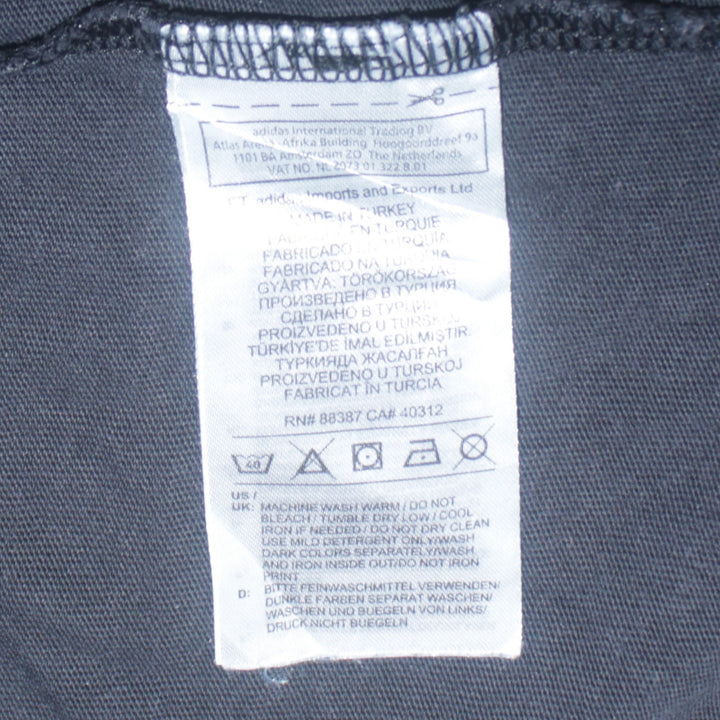 adidas International Trading BV
Atlas Arena, Afrika Building Hoogoorddreef 9a
1101 BA Amsterdam ZO The Netherlands
VAT NO: NL 8073.01.322.B.01
adidas Imports and Exports Ltd
MADE IN TURKEY
EN TURQUIE
FABRICADO EN TURQUÍA
FABRICADO NA TURQUIA
GYÁRTVA: TÖRÖKORSZÁG
ПРОИЗВЕДЕНО В ТУРЦИЯ
СДЕЛАНО В ТУРЦИИ
PROIZVEDENO U TURSKOJ
TÜRKİYE'DE İMAL EDİLMİŞTİR.
ТУРКИЯДА ЖАСАЛҒАН
PROIZVEDENO U TURSKOJ
FABRICAT ÎN TURCIA
RN# 88387 CA# 40312
40
US /
UK: MACHINE WASH WARM / DO NOT
BLEACH / TUMBLE DRY LOW / COOL
IRON IF NEEDED / DO NOT DRY CLEAN
USE MILD DETERGENT ONLY/WASH
DARK COLORS SEPARATELY/WASH
AND IRON INSIDE OUT/DO NOT IRON
PRINT
D: BITTE FEINWASCHMITTEL VERWENDEN/
DUNKLE FARBEN SEPARAT WASCHEN/
WASCHEN UND BUEGELN VON LINKS/
DRUCK NICHT BUEGELN